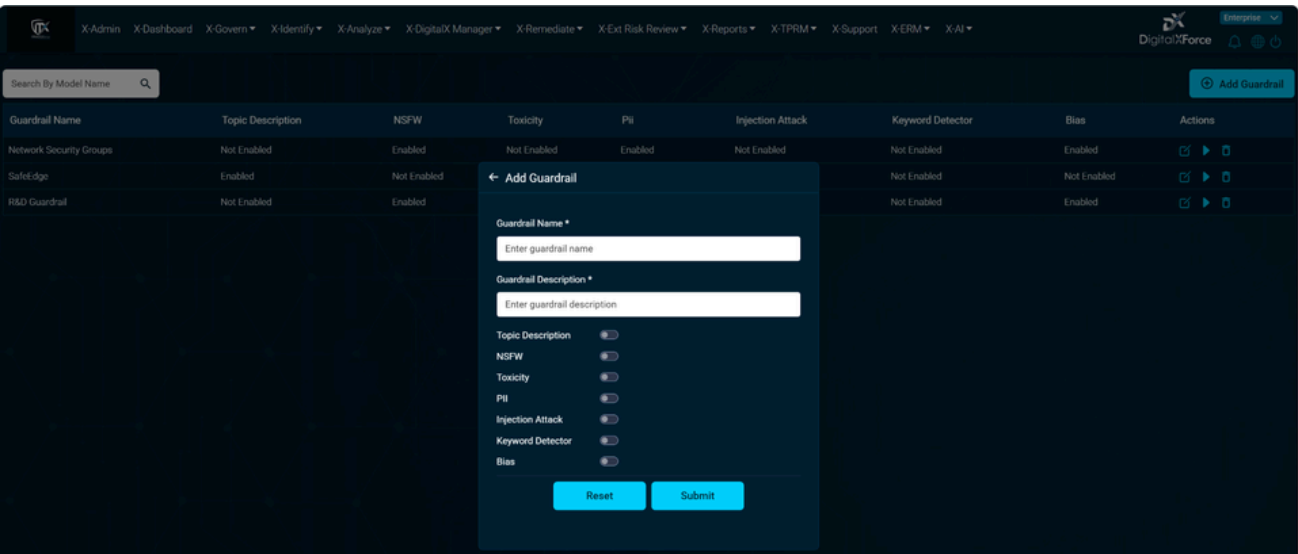 X-Admin X-Dashboard X-Govern X-Identify X-Analyze X-DigitalX Manager X-Remediate X-Ext Risk Review X-Reports X-TPRM X-Support X-ERM X-AI
DigitalXForce
Enterprise
Search By Model Name
Add Guardrail
Guardrail Name Topic Description NSFW Toxicity Pii Injection Attack Keyword Detector Bias Actions
Network Security Groups Not Enabled Enabled Not Enabled Enabled Not Enabled Not Enabled Enabled
SafeEdge Enabled Not Enabled Not Enabled Not Enabled
R&D Guardrail Not Enabled Enabled Not Enabled Enabled
Add Guardrail
Guardrail Name *
Enter guardrail name
Guardrail Description *
Enter guardrail description
Topic Description
NSFW
Toxicity
PII
Injection Attack
Keyword Detector
Bias
Reset Submit